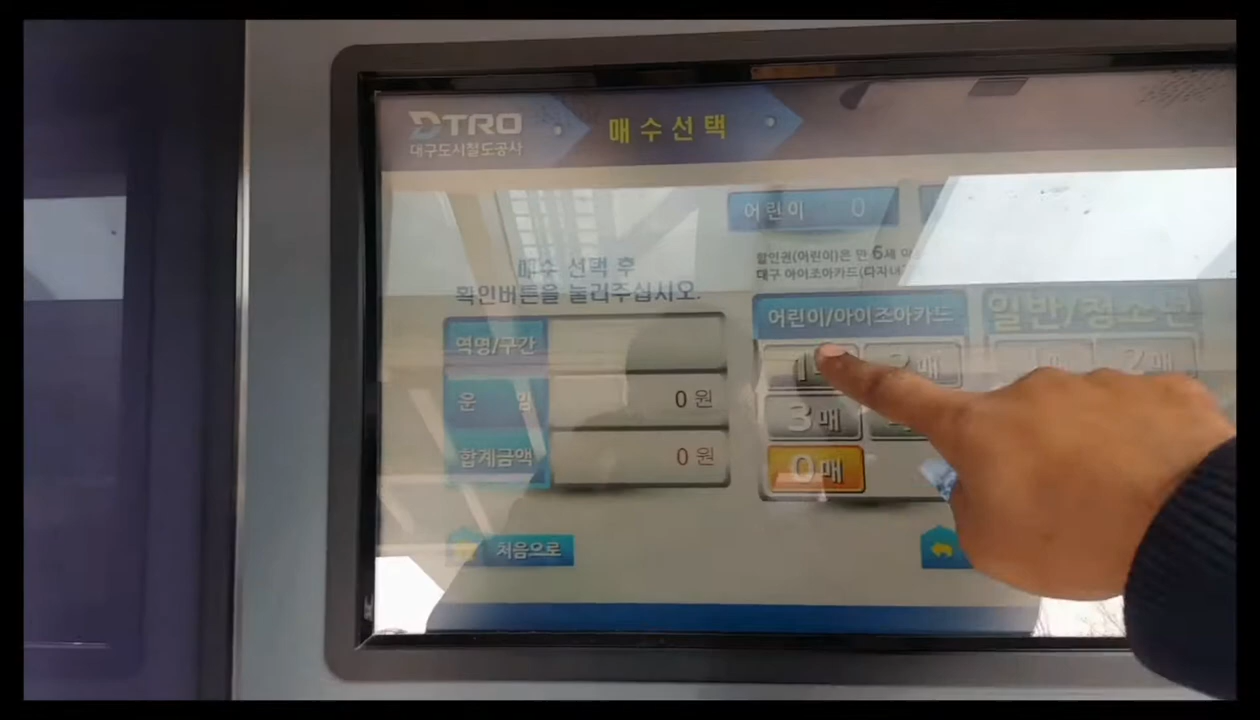 DTRO
대구도시철도공사
매수선택
어린이 0
매수 선택 후
확인버튼을 눌러주십시오.
할인권(어린이)은 만 6세
대구 아이조아카드(다자녀
역명/구간
운 임 0원
합계금액 0원
어린이/아이조아카드
일반/청소년
2매
1매 2매
3매
0매
처음으로